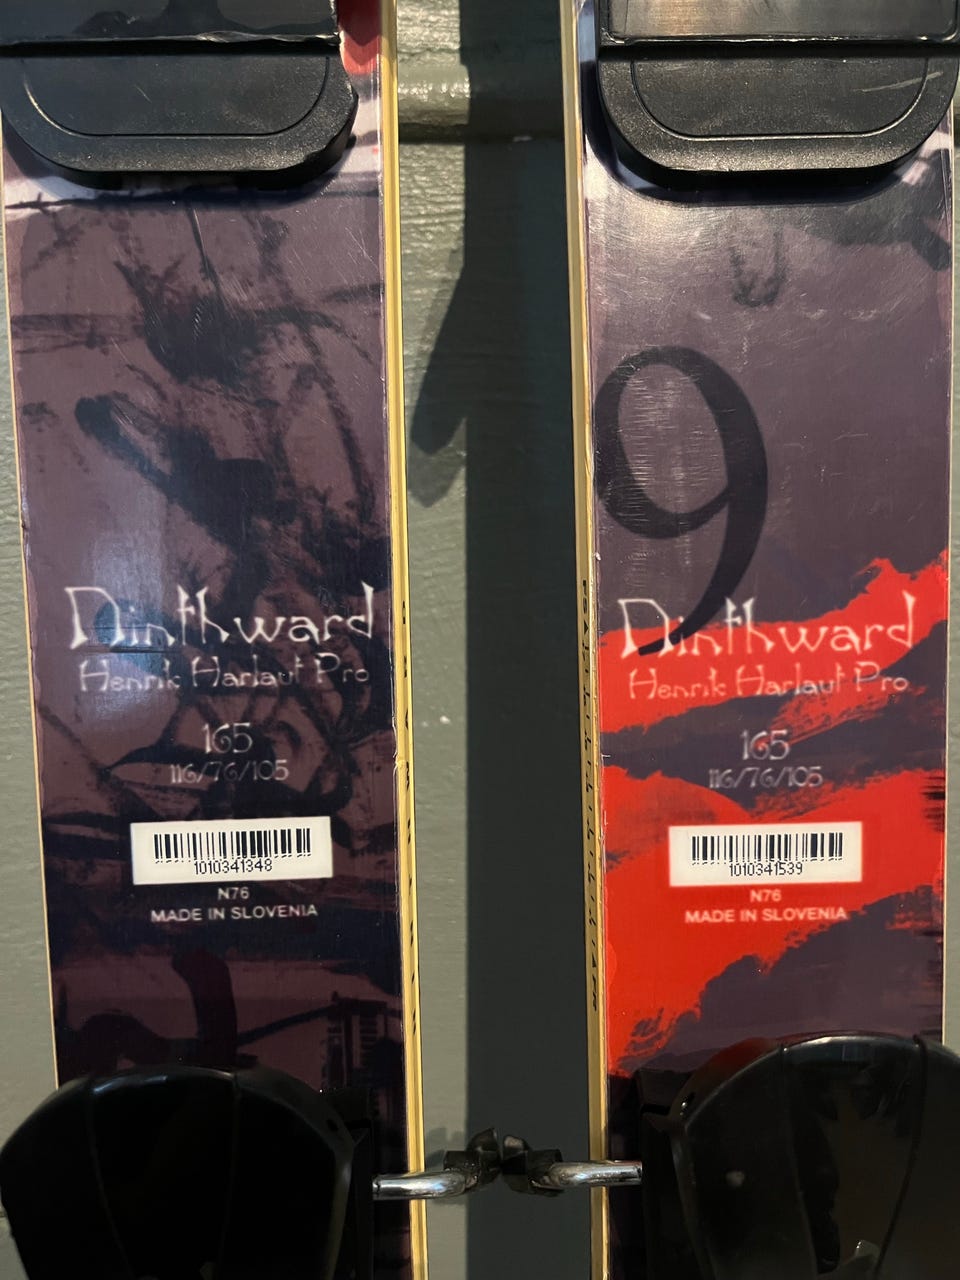 Ninthward
Henrik Harlaut Pro
165
116/76/105
1010341348
N76
MADE IN SLOVENIA
9
Ninthward
Henrik Harlaut Pro
165
116/76/105
1010341539
N76
MADE IN SLOVENIA